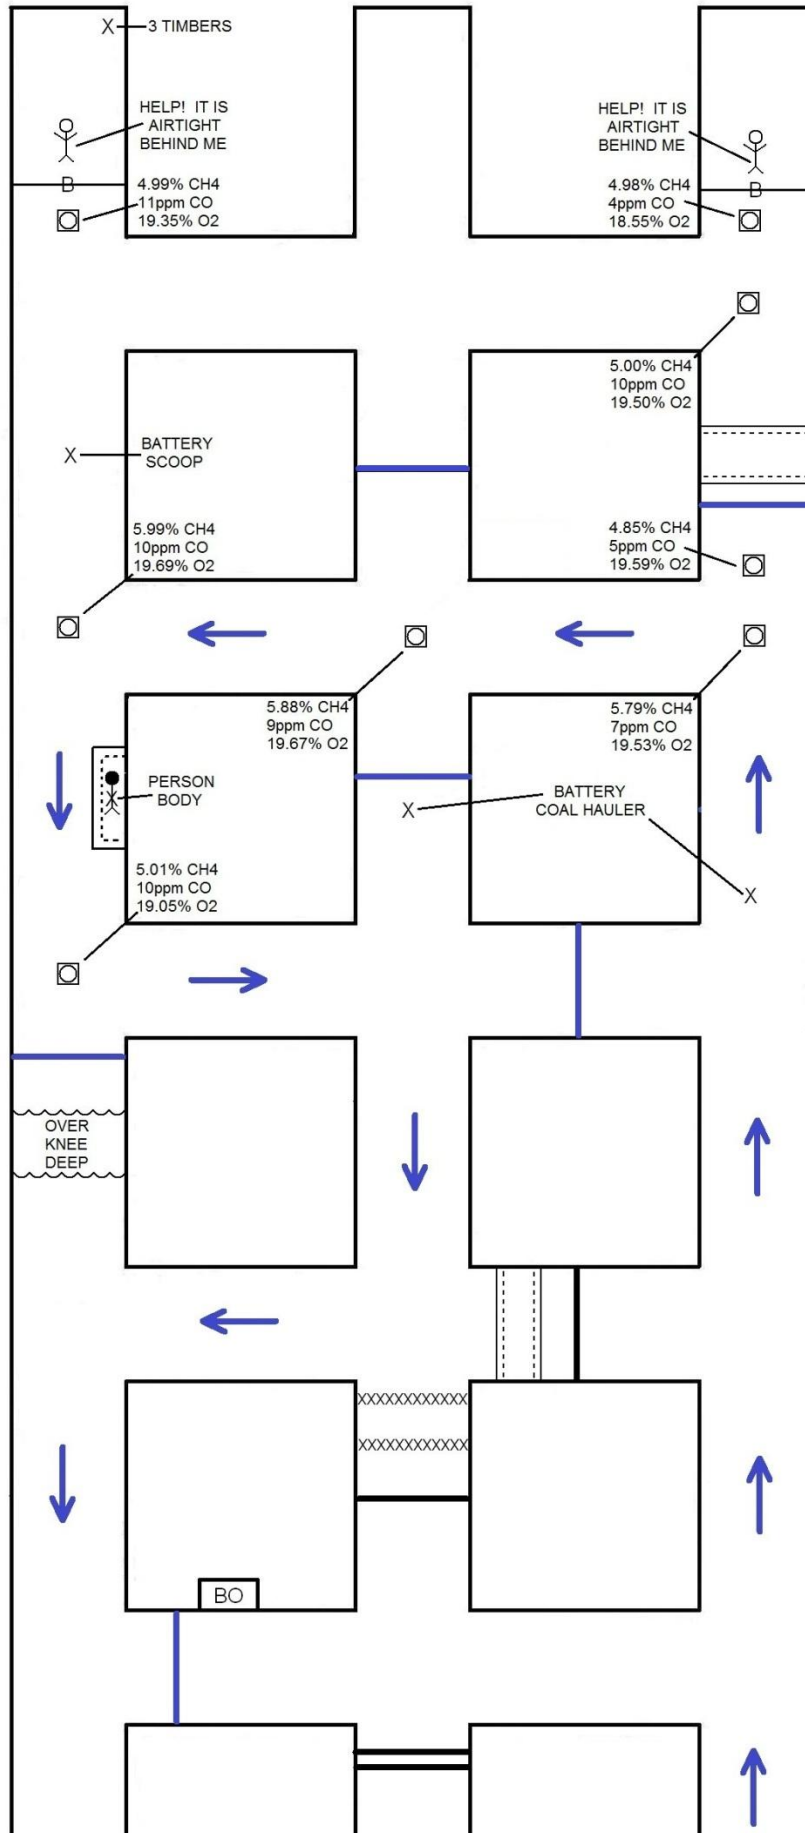 X 3 TIMBERS
HELP! IT IS
AIRTIGHT
BEHIND ME
HELP! IT IS
AIRTIGHT
BEHIND ME
B
B
4.99% CH4
11ppm CO
19.35% O2
4.98% CH4
4ppm CO
18.55% O2
5.00% CH4
10ppm CO
19.50% O2
X BATTERY
SCOOP
5.99% CH4
10ppm CO
19.69% O2
4.85% CH4
5ppm CO
19.59% O2
5.88% CH4
9ppm CO
19.67% O2
5.79% CH4
7ppm CO
19.53% O2
PERSON
BODY
X
BATTERY
COAL HAULER
X
5.01% CH4
10ppm CO
19.05% O2
OVER
KNEE
DEEP
XXXXXXXXXXXX
XXXXXXXXXXXX
BO